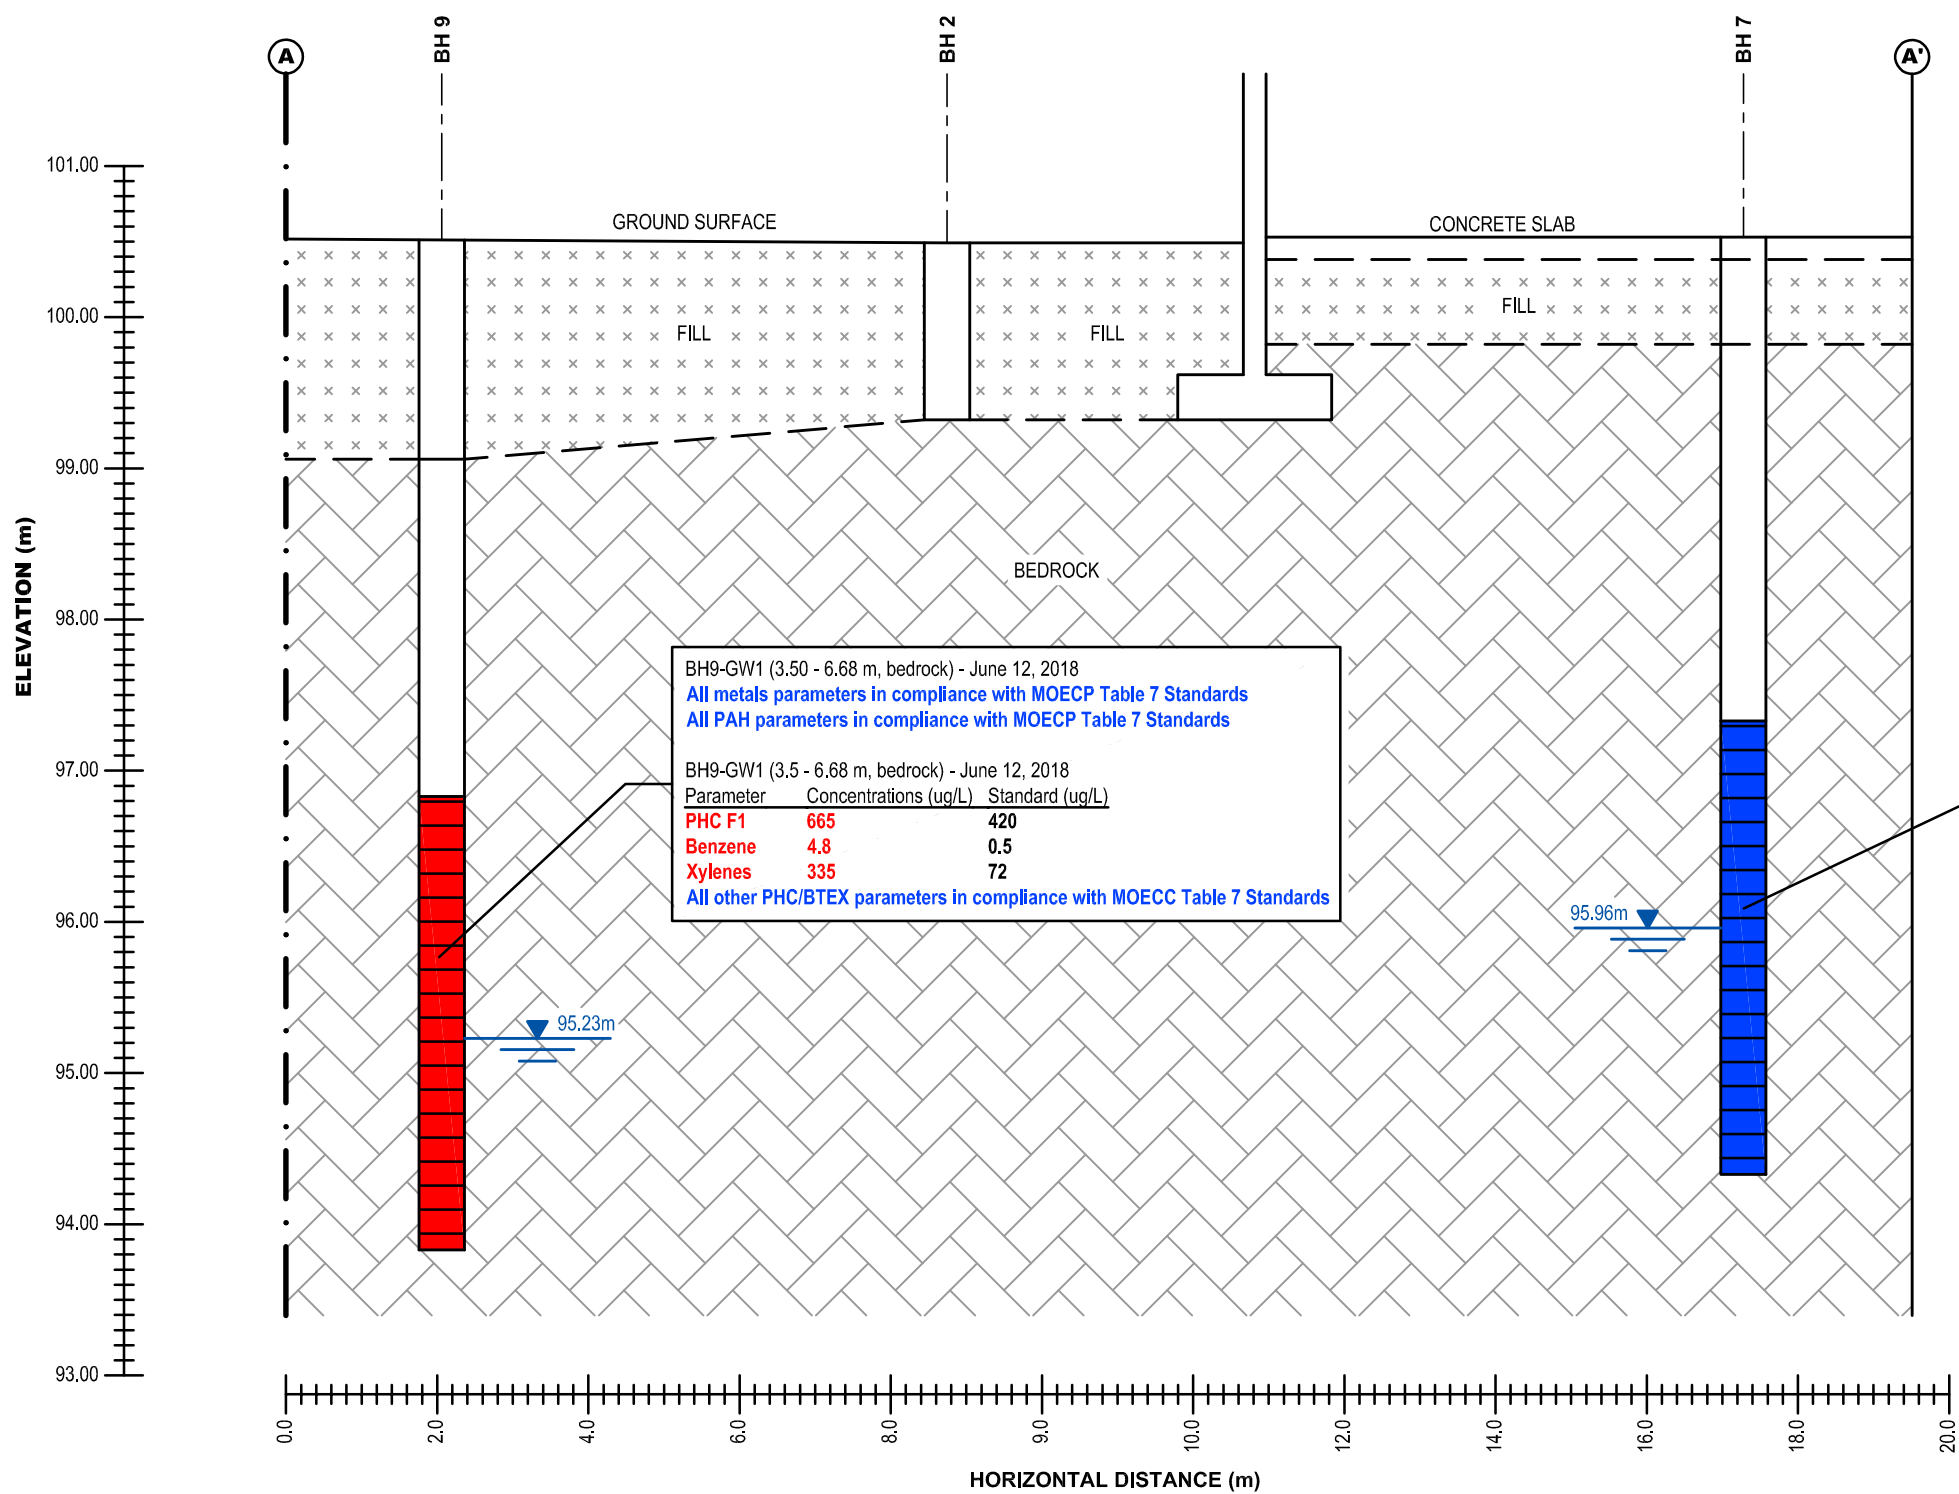 A
BH 9
BH 2
BH 7
A'
101.00
100.00
99.00
98.00
97.00
96.00
95.00
94.00
93.00
ELEVATION (m)
GROUND SURFACE
CONCRETE SLAB
FILL
FILL
FILL
BEDROCK
BH9-GW1 (3.50 - 6.68 m, bedrock) - June 12, 2018
All metals parameters in compliance with MOECP Table 7 Standards
All PAH parameters in compliance with MOECP Table 7 Standards
BH9-GW1 (3.5 - 6.68 m, bedrock) - June 12, 2018
Parameter Concentrations (ug/L) Standard (ug/L)
PHC F1 665 420
Benzene 4.8 0.5
Xylenes 335 72
All other PHC/BTEX parameters in compliance with MOECC Table 7 Standards
95.96m
95.23m
0.0 2.0 4.0 6.0 8.0 9.0 10.0 12.0 14.0 16.0 18.0 20.0
HORIZONTAL DISTANCE (m)